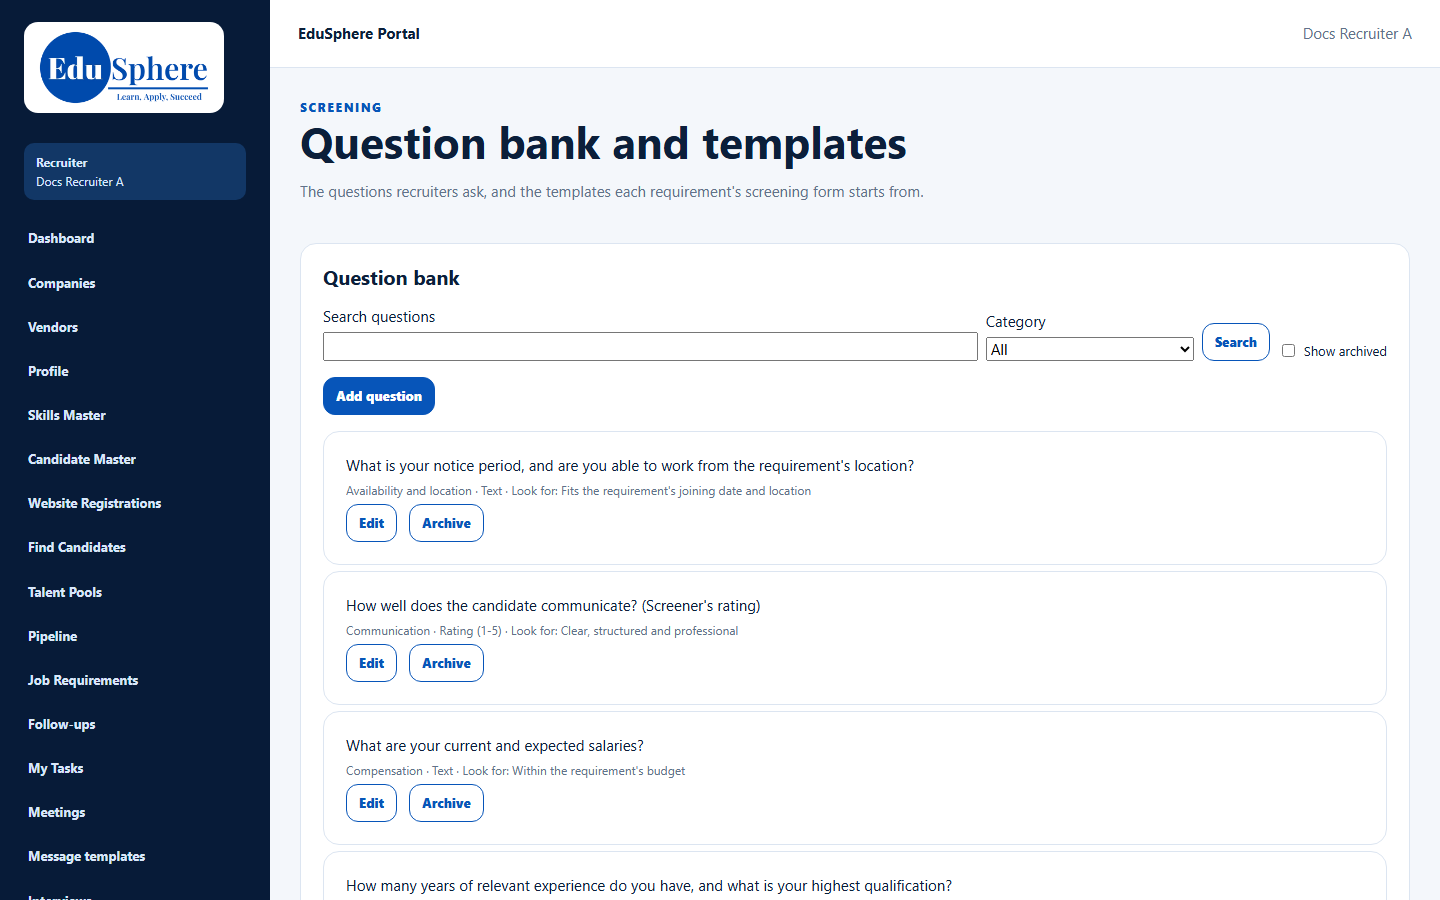 EduSphere
Learn. Apply. Succeed
Recruiter
Docs Recruiter A
Dashboard
Companies
Vendors
Profile
Skills Master
Candidate Master
Website Registrations
Find Candidates
Talent Pools
Pipeline
Job Requirements
Follow-ups
My Tasks
Meetings
Message templates
EduSphere Portal
Docs Recruiter A
SCREENING
Question bank and templates
The questions recruiters ask, and the templates each requirement's screening form starts from.
Question bank
Search questions
Category
All
Search
Show archived
Add question
What is your notice period, and are you able to work from the requirement's location?
Availability and location · Text · Look for: Fits the requirement's joining date and location
Edit Archive
How well does the candidate communicate? (Screener's rating)
Communication · Rating (1-5) · Look for: Clear, structured and professional
Edit Archive
What are your current and expected salaries?
Compensation · Text · Look for: Within the requirement's budget
Edit Archive
How many years of relevant experience do you have, and what is your highest qualification?